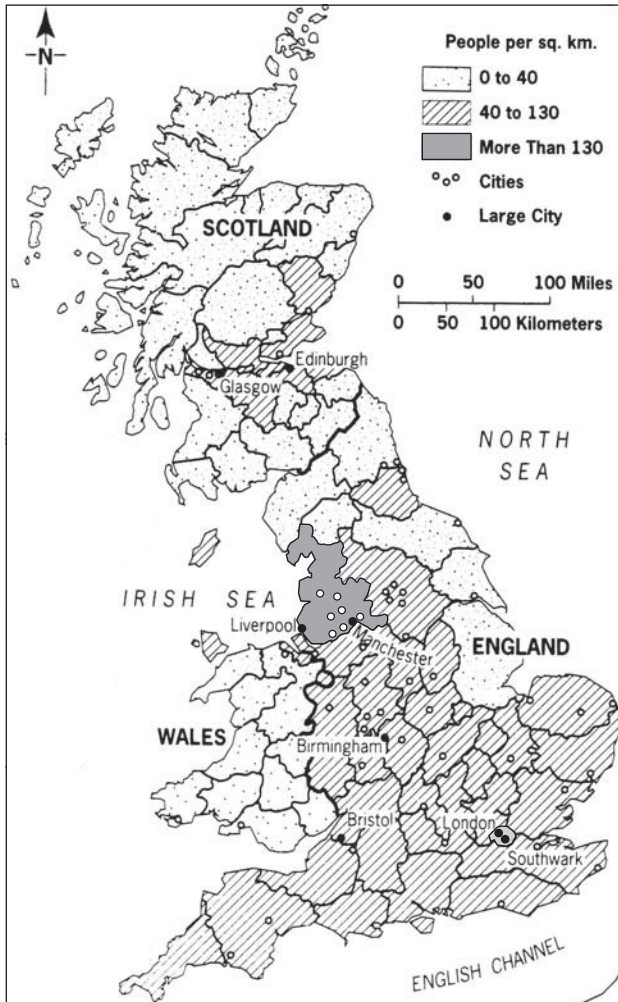 N
People per sq. km.
0 to 40
40 to 130
More Than 130
Cities
Large City
SCOTLAND
0 50 100 Miles
0 50 100 Kilometers
Edinburgh
Glasgow
NORTH
SEA
IRISH SEA
Liverpool
Manchester
ENGLAND
WALES
Birmingham
Bristol
London
Southwark
ENGLISH CHANNEL